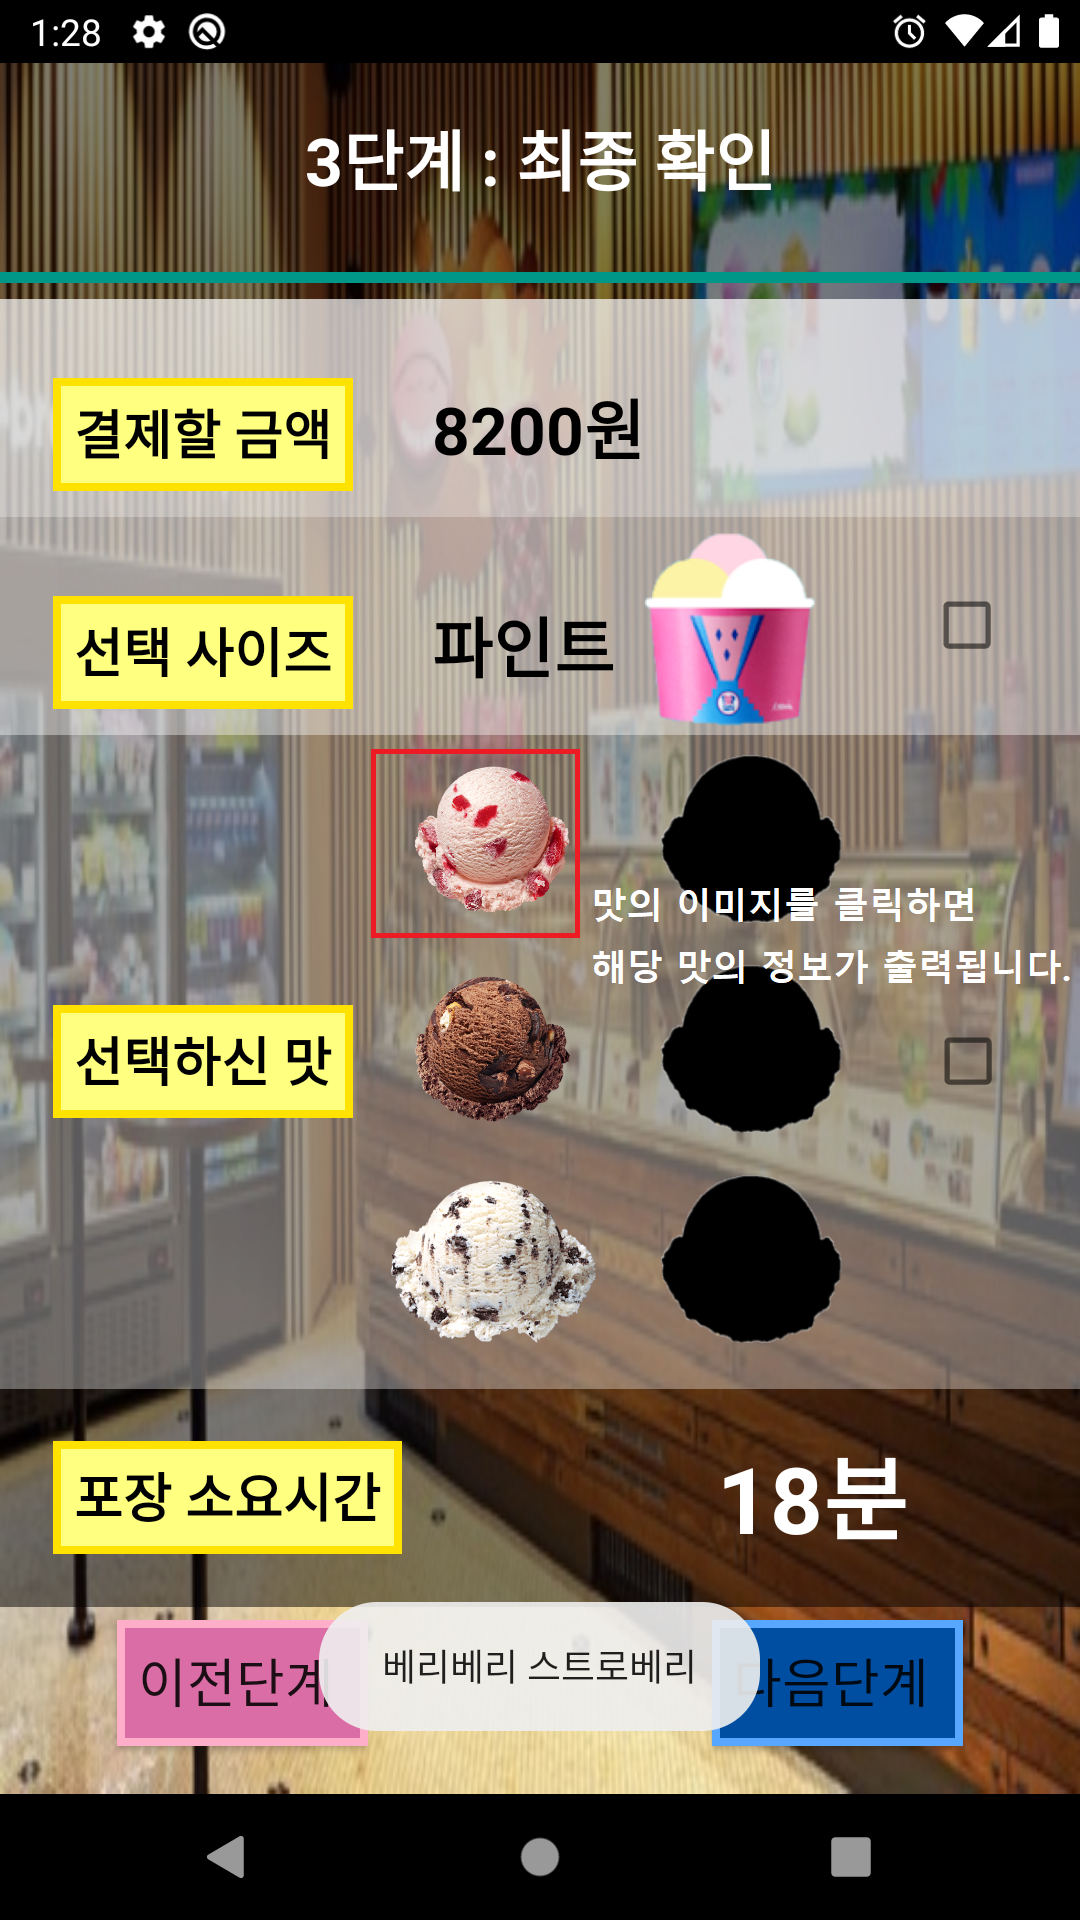 1:28
3단계 : 최종 확인
결제할 금액
8200원
선택 사이즈
파인트
맛의 이미지를 클릭하면
해당 맛의 정보가 출력됩니다.
선택하신 맛
포장 소요시간
18분
이전단계
베리베리 스트로베리
다음단계